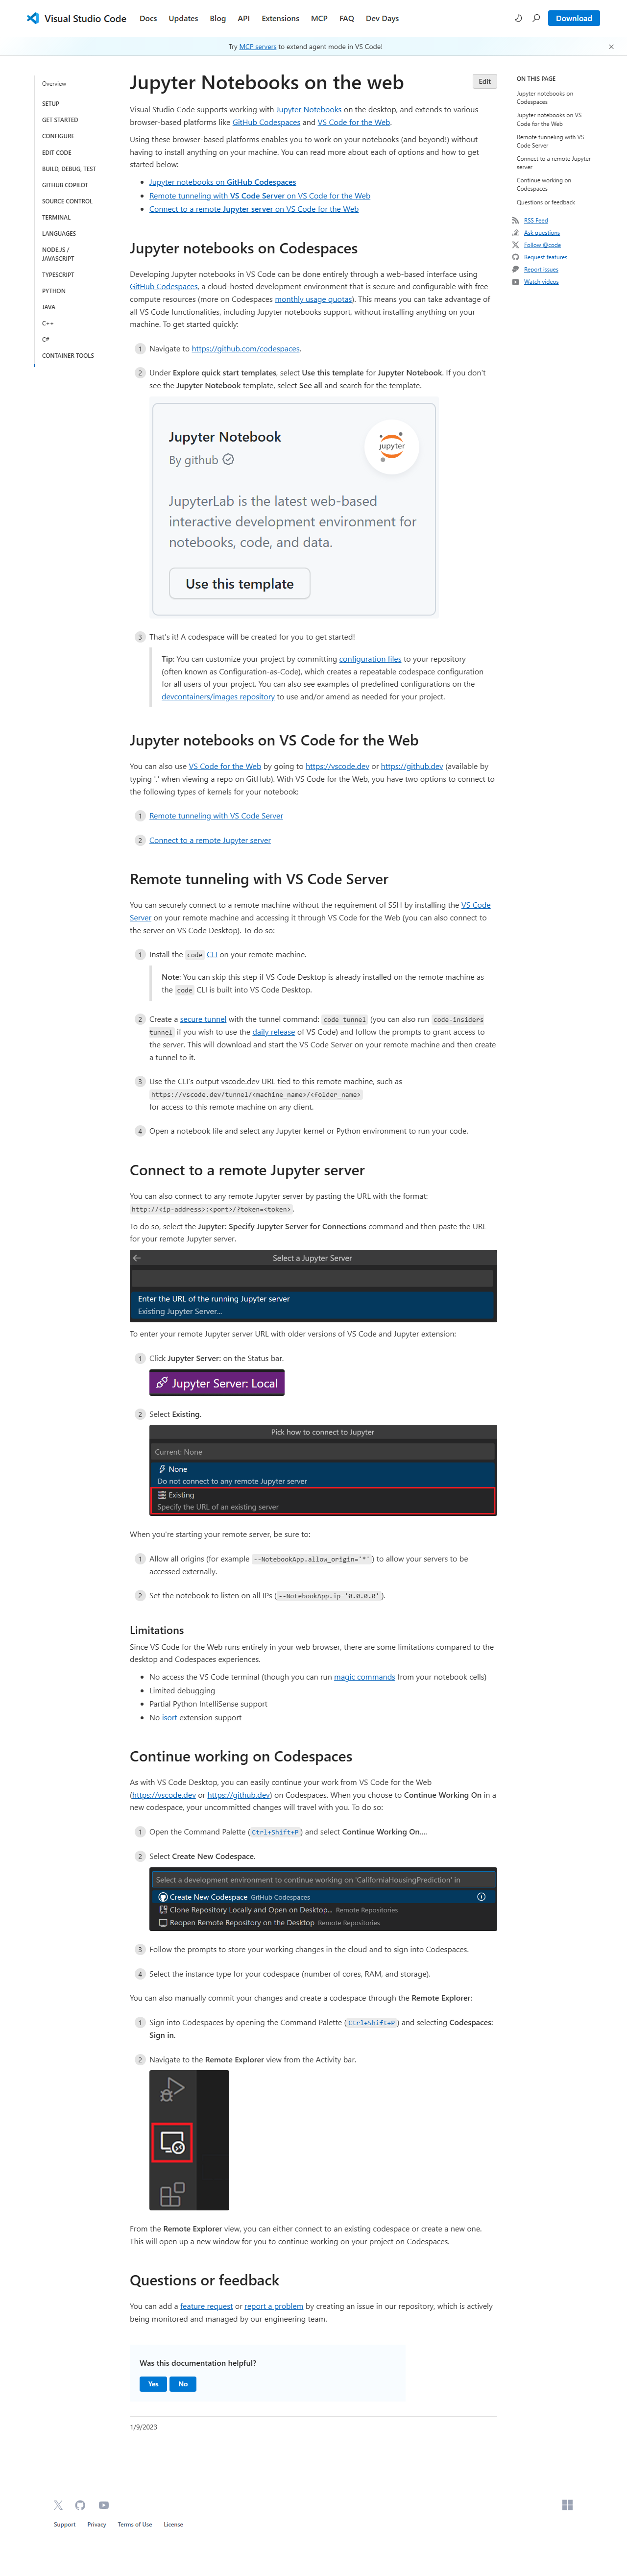 Visual Studio Code
Docs Updates Blog API Extensions MCP FAQ Dev Days
Download
Try MCP servers to extend agent mode in VS Code!
Overview
SETUP
GET STARTED
CONFIGURE
EDIT CODE
BUILD, DEBUG, TEST
GITHUB COPILOT
SOURCE CONTROL
TERMINAL
LANGUAGES
NODE.JS /
JAVASCRIPT
TYPESCRIPT
PYTHON
JAVA
C++
C#
CONTAINER TOOLS
Jupyter Notebooks on the web
Edit
Visual Studio Code supports working with Jupyter Notebooks on the desktop, and extends to various
browser-based platforms like GitHub Codespaces and VS Code for the Web.
Using these browser-based platforms enables you to work on your notebooks (and beyond!) without
having to install anything on your machine. You can read more about each of options and how to get
started below:
Jupyter notebooks on GitHub Codespaces
Remote tunneling with VS Code Server on VS Code for the Web
Connect to a remote Jupyter server on VS Code for the Web
Jupyter notebooks on Codespaces
Developing Jupyter notebooks in VS Code can be done entirely through a web-based interface using
GitHub Codespaces, a cloud-hosted development environment that is secure and configurable with free
compute resources (more on Codespaces monthly usage quotas). This means you can take advantage of
all VS Code functionalities, including Jupyter notebooks support, without installing anything on your
machine. To get started quickly:
1 Navigate to https://github.com/codespaces.
2 Under Explore quick start templates, select Use this template for Jupyter Notebook. If you don't
see the Jupyter Notebook template, select See all and search for the template.
Jupyter Notebook
By github
jupyter
JupyterLab is the latest web-based
interactive development environment for
notebooks, code, and data.
Use this template
3 That's it! A codespace will be created for you to get started!
Tip: You can customize your project by committing configuration files to your repository
(often known as Configuration-as-Code), which creates a repeatable codespace configuration
for all users of your project. You can also see examples of predefined configurations on the
devcontainers/images repository to use and/or amend as needed for your project.
Jupyter notebooks on VS Code for the Web
You can also use VS Code for the Web by going to https://vscode.dev or https://github.dev (available by
typing '.' when viewing a repo on GitHub). With VS Code for the Web, you have two options to connect to
the following types of kernels for your notebook:
1 Remote tunneling with VS Code Server
2 Connect to a remote Jupyter server
Remote tunneling with VS Code Server
You can securely connect to a remote machine without the requirement of SSH by installing the VS Code
Server on your remote machine and accessing it through VS Code for the Web (you can also connect to
the server on VS Code Desktop). To do so:
1 Install the code CLI on your remote machine.
Note: You can skip this step if VS Code Desktop is already installed on the remote machine as
the code CLI is built into VS Code Desktop.
2 Create a secure tunnel with the tunnel command: code tunnel (you can also run code-insiders
tunnel if you wish to use the daily release of VS Code) and follow the prompts to grant access to
the server. This will download and start the VS Code Server on your remote machine and then create
a tunnel to it.
3 Use the CLI's output vscode.dev URL tied to this remote machine, such as
https://vscode.dev/tunnel/<machine_name>/<folder_name>
for access to this remote machine on any client.
4 Open a notebook file and select any Jupyter kernel or Python environment to run your code.
Connect to a remote Jupyter server
You can also connect to any remote Jupyter server by pasting the URL with the format:
http://<ip-address>:<port>/?token=<token>.
To do so, select the Jupyter: Specify Jupyter Server for Connections command and then paste the URL
for your remote Jupyter server.
Select a Jupyter Server
Enter the URL of the running Jupyter server
Existing Jupyter Server...
To enter your remote Jupyter server URL with older versions of VS Code and Jupyter extension:
1 Click Jupyter Server: on the Status bar.
Jupyter Server: Local
2 Select Existing.
Pick how to connect to Jupyter
Current: None
None
Do not connect to any remote Jupyter server
Existing
Specify the URL of an existing server
When you're starting your remote server, be sure to:
1 Allow all origins (for example --NotebookApp.allow_origin='*') to allow your servers to be
accessed externally.
2 Set the notebook to listen on all IPs (--NotebookApp.ip='0.0.0.0').
Limitations
Since VS Code for the Web runs entirely in your web browser, there are some limitations compared to the
desktop and Codespaces experiences.
No access the VS Code terminal (though you can run magic commands from your notebook cells)
Limited debugging
Partial Python IntelliSense support
No isort extension support
Continue working on Codespaces
As with VS Code Desktop, you can easily continue your work from VS Code for the Web
(https://vscode.dev or https://github.dev) on Codespaces. When you choose to Continue Working On in a
new codespace, your uncommitted changes will travel with you. To do so:
1 Open the Command Palette (Ctrl+Shift+P) and select Continue Working On....
2 Select Create New Codespace.
Select a development environment to continue working on 'CaliforniaHousingPrediction' in
Create New Codespace GitHub Codespaces
Clone Repository Locally and Open on Desktop... Remote Repositories
Reopen Remote Repository on the Desktop Remote Repositories
3 Follow the prompts to store your working changes in the cloud and to sign into Codespaces.
4 Select the instance type for your codespace (number of cores, RAM, and storage).
You can also manually commit your changes and create a codespace through the Remote Explorer:
1 Sign into Codespaces by opening the Command Palette (Ctrl+Shift+P) and selecting Codespaces:
Sign in.
2 Navigate to the Remote Explorer view from the Activity bar.
From the Remote Explorer view, you can either connect to an existing codespace or create a new one.
This will open up a new window for you to continue working on your project on Codespaces.
Questions or feedback
You can add a feature request or report a problem by creating an issue in our repository, which is actively
being monitored and managed by our engineering team.
Was this documentation helpful?
Yes No
1/9/2023
ON THIS PAGE
Jupyter notebooks on
Codespaces
Jupyter notebooks on VS
Code for the Web
Remote tunneling with VS
Code Server
Connect to a remote Jupyter
server
Continue working on
Codespaces
Questions or feedback
RSS Feed
Ask questions
Follow @code
Request features
Report issues
Watch videos
Support Privacy Terms of Use License